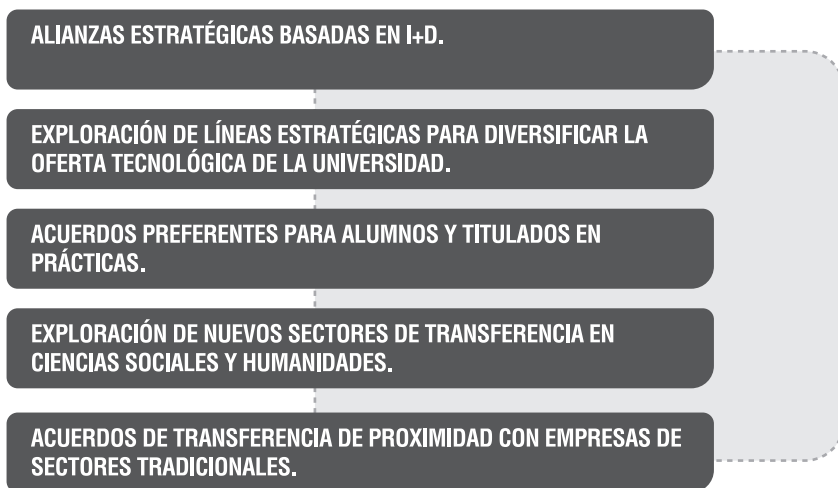 ALIANZAS ESTRATÉGICAS BASADAS EN I+D.
EXPLORACIÓN DE LÍNEAS ESTRATÉGICAS PARA DIVERSIFICAR LA
OFERTA TECNOLÓGICA DE LA UNIVERSIDAD.
ACUERDOS PREFERENTES PARA ALUMNOS Y TITULADOS EN
PRÁCTICAS.
EXPLORACIÓN DE NUEVOS SECTORES DE TRANSFERENCIA EN
CIENCIAS SOCIALES Y HUMANIDADES.
ACUERDOS DE TRANSFERENCIA DE PROXIMIDAD CON EMPRESAS DE
SECTORES TRADICIONALES.